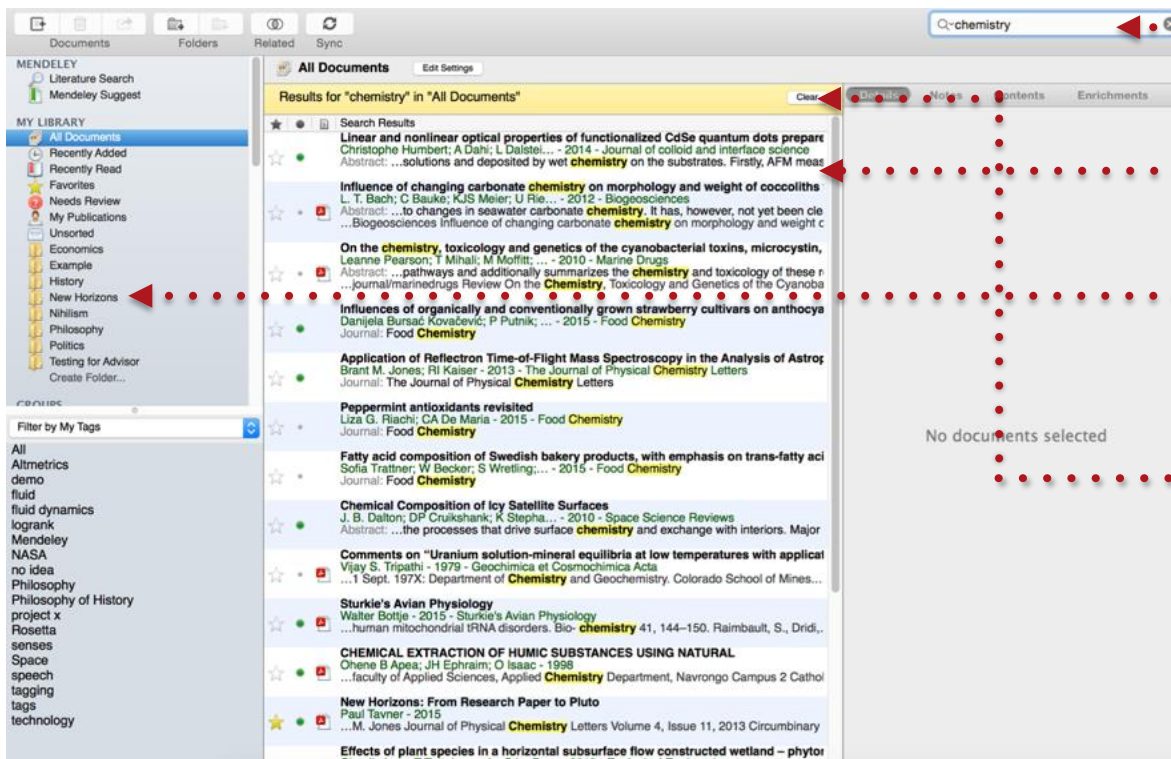 chemistry
Documents
Folders
Related
Sync
MENDELEY
Literature Search
Mendeley Suggest
MY LIBRARY
All Documents
Recently Added
Recently Read
Favorites
Needs Review
My Publications
Unsorted
Economics
Example
History
New Horizons
Nihilism
Philosophy
Politics
Testing for Advisor
Create Folder...
GROUPS
Filter by My Tags
All
Altmetrics
demo
fluid
fluid dynamics
logrank
Mendeley
NASA
no idea
Philosophy
Philosophy of History
project x
Rosetta
senses
Space
speech
tagging
tags
technology
All Documents Edit Settings
Results for "chemistry" in "All Documents" Clear
Search Results
Linear and nonlinear optical properties of functionalized CdSe quantum dots prepare
Christophe Humbert; A Dahi; L Dalstei... - 2014 - Journal of colloid and interface science
Abstract: ...solutions and deposited by wet chemistry on the substrates. Firstly, AFM meas
Influence of changing carbonate chemistry on morphology and weight of coccoliths
L. T. Bach; C Bauke; KJS Meier; U Rie... - 2012 - Biogeosciences
Abstract: ...to changes in seawater carbonate chemistry. It has, however, not yet been cle
...Biogeosciences Influence of changing carbonate chemistry on morphology and weight c
On the chemistry, toxicology and genetics of the cyanobacterial toxins, microcystin,
Leanne Pearson; T Mihali; M Moffitt; ... - 2010 - Marine Drugs
Abstract: ...pathways and additionally summarizes the chemistry and toxicology of these
...journal/marinedrugs Review On the Chemistry, Toxicology and Genetics of the Cyanoba
Influences of organically and conventionally grown strawberry cultivars on anthocya
Danijela Bursać Kovačević; P Putnik; ... - 2015 - Food Chemistry
Journal: Food Chemistry
Application of Reflectron Time-of-Flight Mass Spectroscopy in the Analysis of Astrop
Brant M. Jones; RI Kaiser - 2013 - The Journal of Physical Chemistry Letters
Journal: The Journal of Physical Chemistry Letters
Peppermint antioxidants revisited
Liza G. Riachi; CA De Maria - 2015 - Food Chemistry
Journal: Food Chemistry
Fatty acid composition of Swedish bakery products, with emphasis on trans-fatty aci
Sofia Trattner; W Becker; S Wretling;... - 2015 - Food Chemistry
Journal: Food Chemistry
Chemical Composition of Icy Satellite Surfaces
J. B. Dalton; DP Cruikshank; K Stepha... - 2010 - Space Science Reviews
Abstract: ...the processes that drive surface chemistry and exchange with interiors. Major
Comments on “Uranium solution-mineral equilibria at low temperatures with applicat
Vijay S. Tripathi - 1979 - Geochimica et Cosmochimica Acta
...1 Sept. 197X: Department of Chemistry and Geochemistry. Colorado School of Mines...
Sturkie's Avian Physiology
Walter Bottje - 2015 - Sturkie's Avian Physiology
...human mitochondrial tRNA disorders. Bio- chemistry 41, 144–150. Raimbault, S., Dridi,.
CHEMICAL EXTRACTION OF HUMIC SUBSTANCES USING NATURAL
Ohene B Apea; JH Ephraim; O Isaac - 1998
...faculty of Applied Sciences, Applied Chemistry Department, Navrongo Campus 2 Cathol
New Horizons: From Research Paper to Pluto
Paul Tavner - 2015
...M. Jones Journal of Physical Chemistry Letters Volume 4, Issue 11, 2013 Circumbinary
Effects of plant species in a horizontal subsurface flow constructed wetland – phytor
Details Notes Contents Enrichments
No documents selected